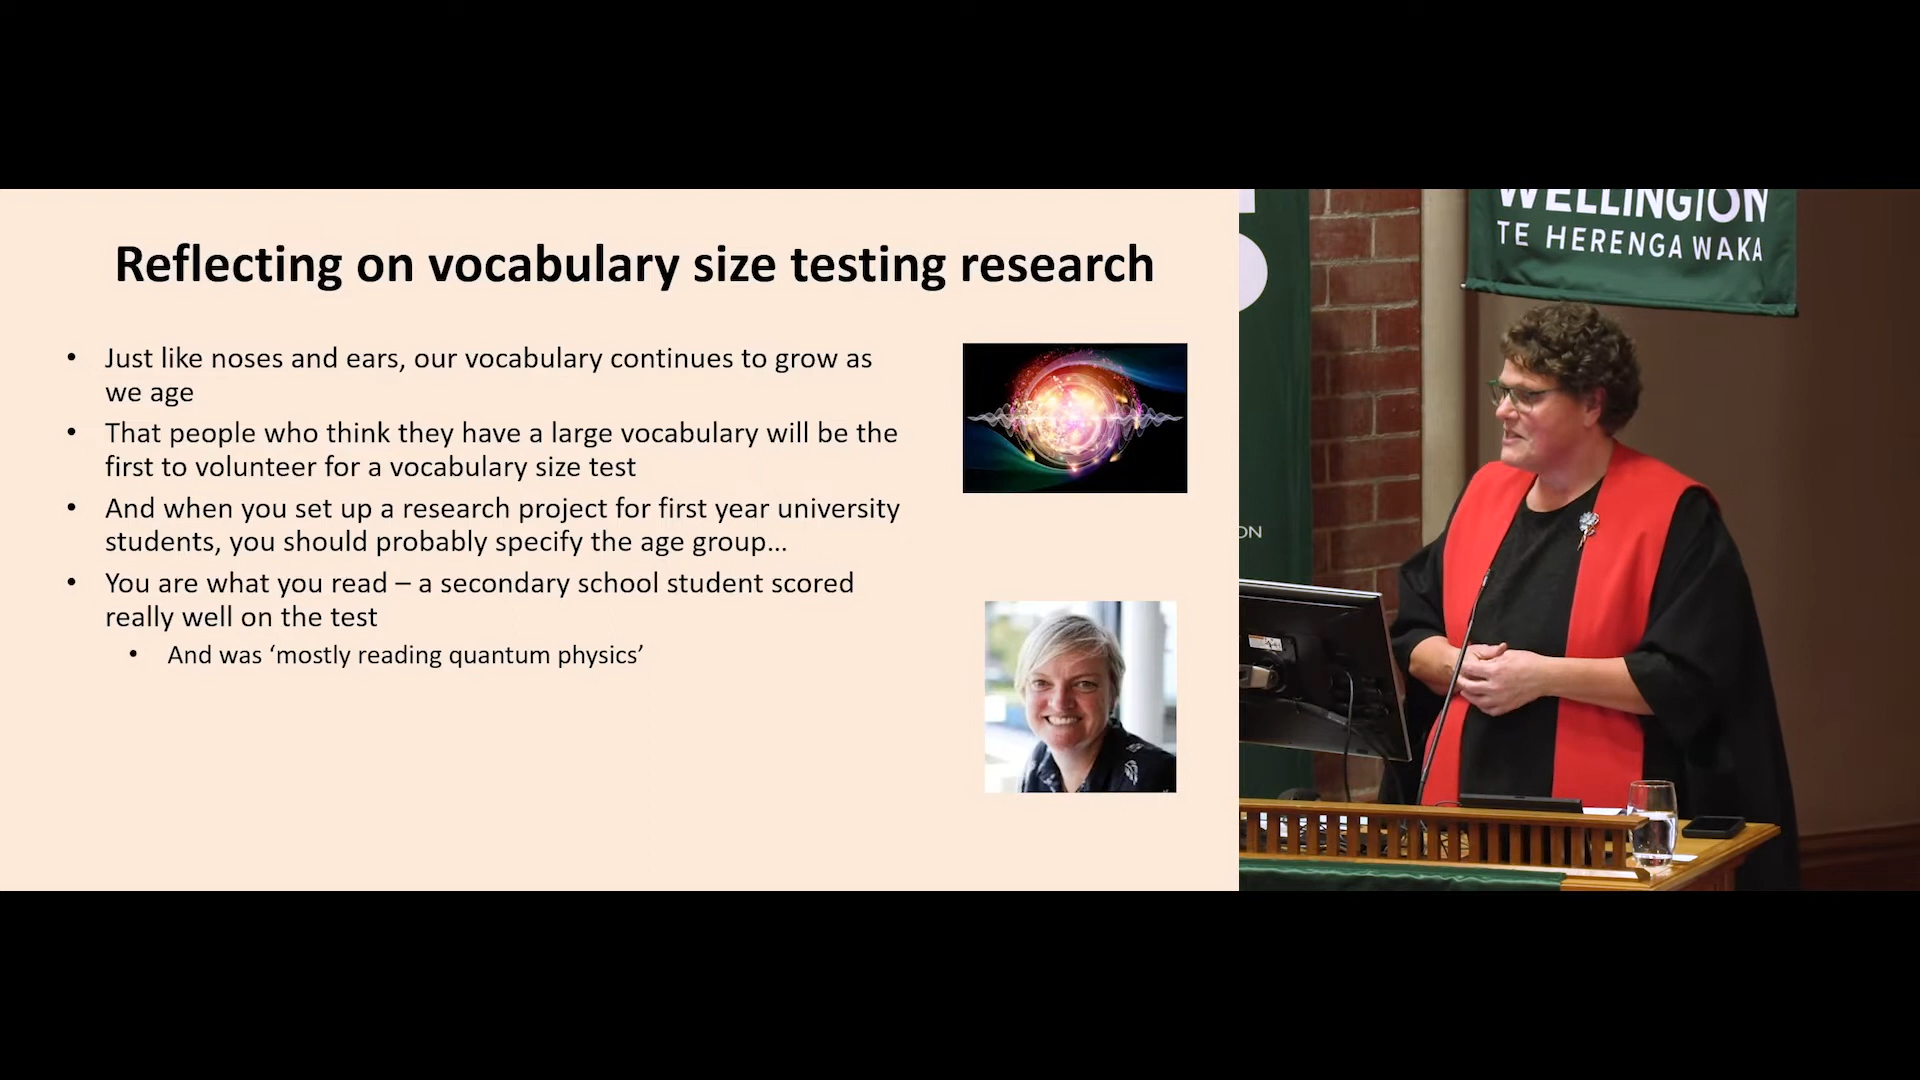 Reflecting on vocabulary size testing research
• Just like noses and ears, our vocabulary continues to grow as
we age
• That people who think they have a large vocabulary will be the
first to volunteer for a vocabulary size test
• And when you set up a research project for first year university
students, you should probably specify the age group…
• You are what you read – a secondary school student scored
really well on the test
• And was ‘mostly reading quantum physics’
WELLINGTON
TE HERENGA WAKA
ON